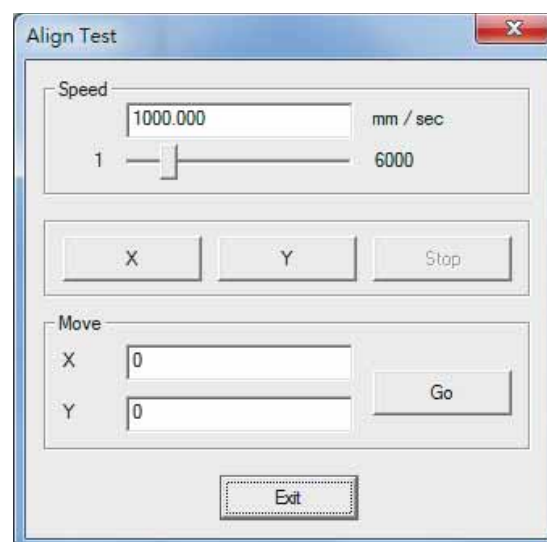 Align Test
Speed
1000.000 mm / sec
1 6000
X Y Stop
Move
X 0
Go
Y 0
Exit